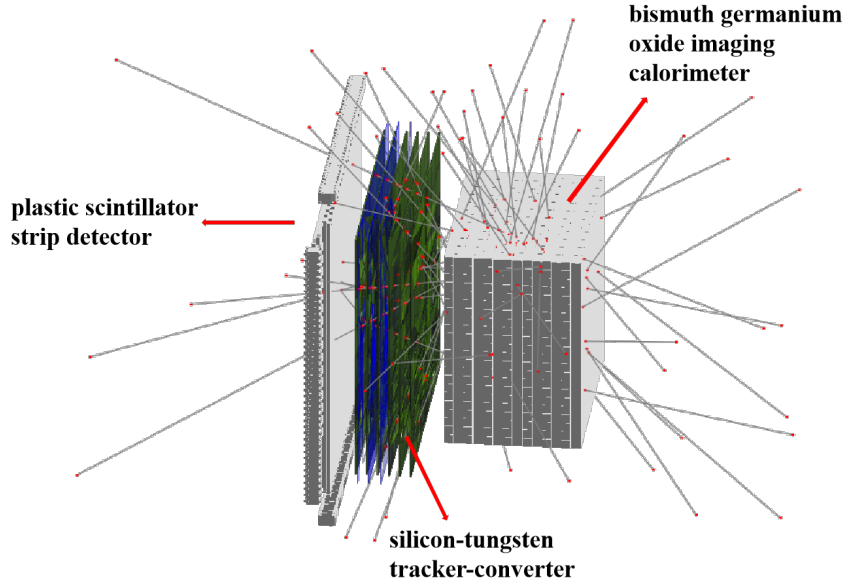 bismuth germanium
oxide imaging
calorimeter
plastic scintillator
strip detector
silicon-tungsten
tracker-converter